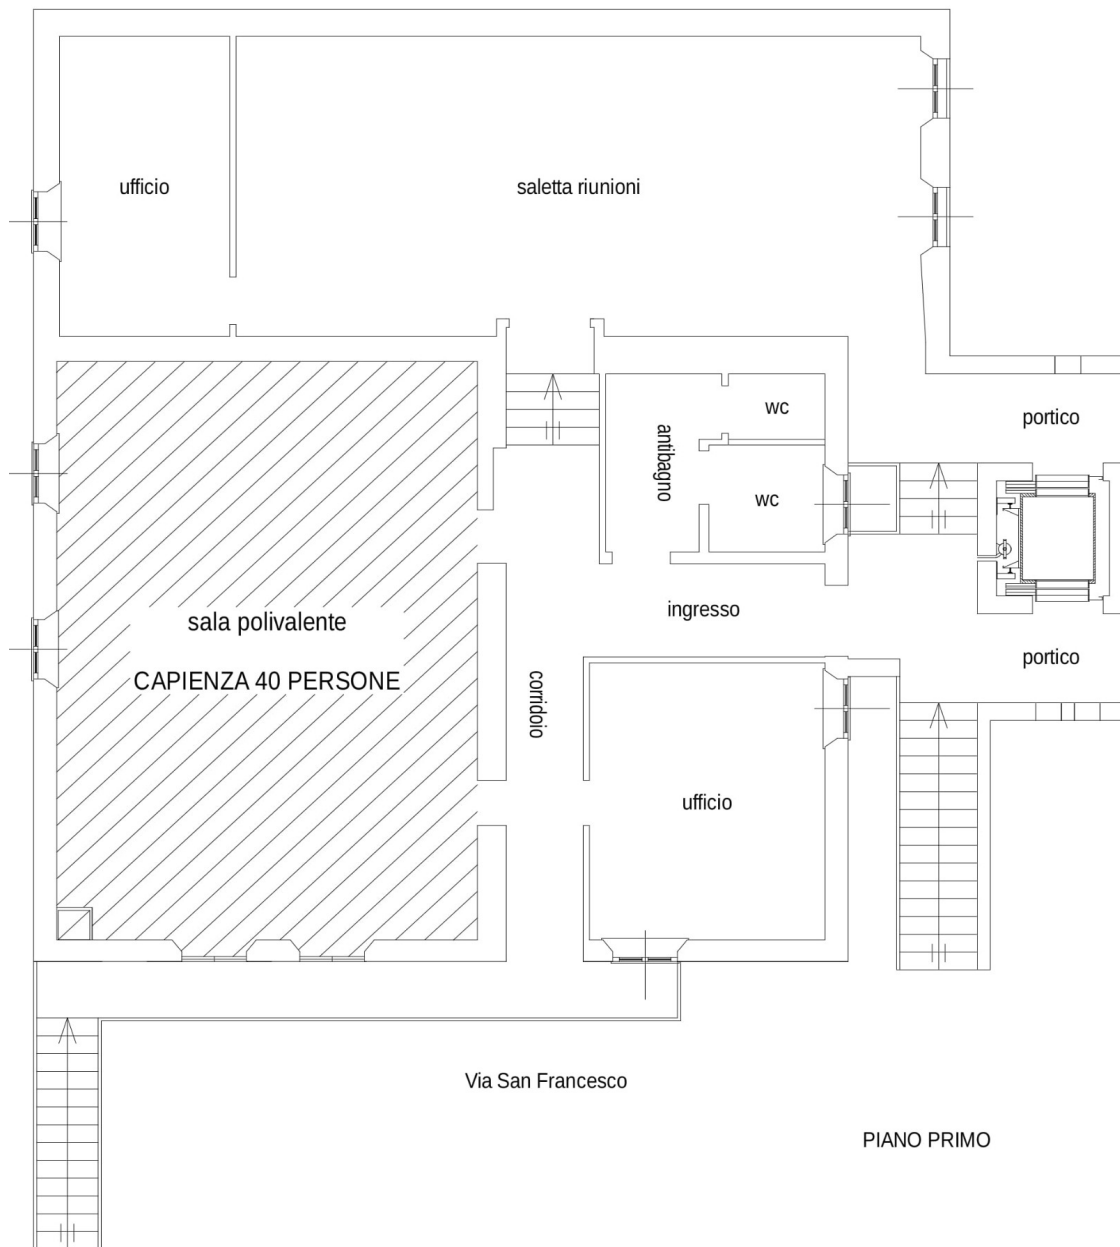 ufficio
saletta riunioni
wc
portico
antibagno
wc
ingresso
sala polivalente
CAPIENZA 40 PERSONE
corridoio
portico
ufficio
Via San Francesco
PIANO PRIMO